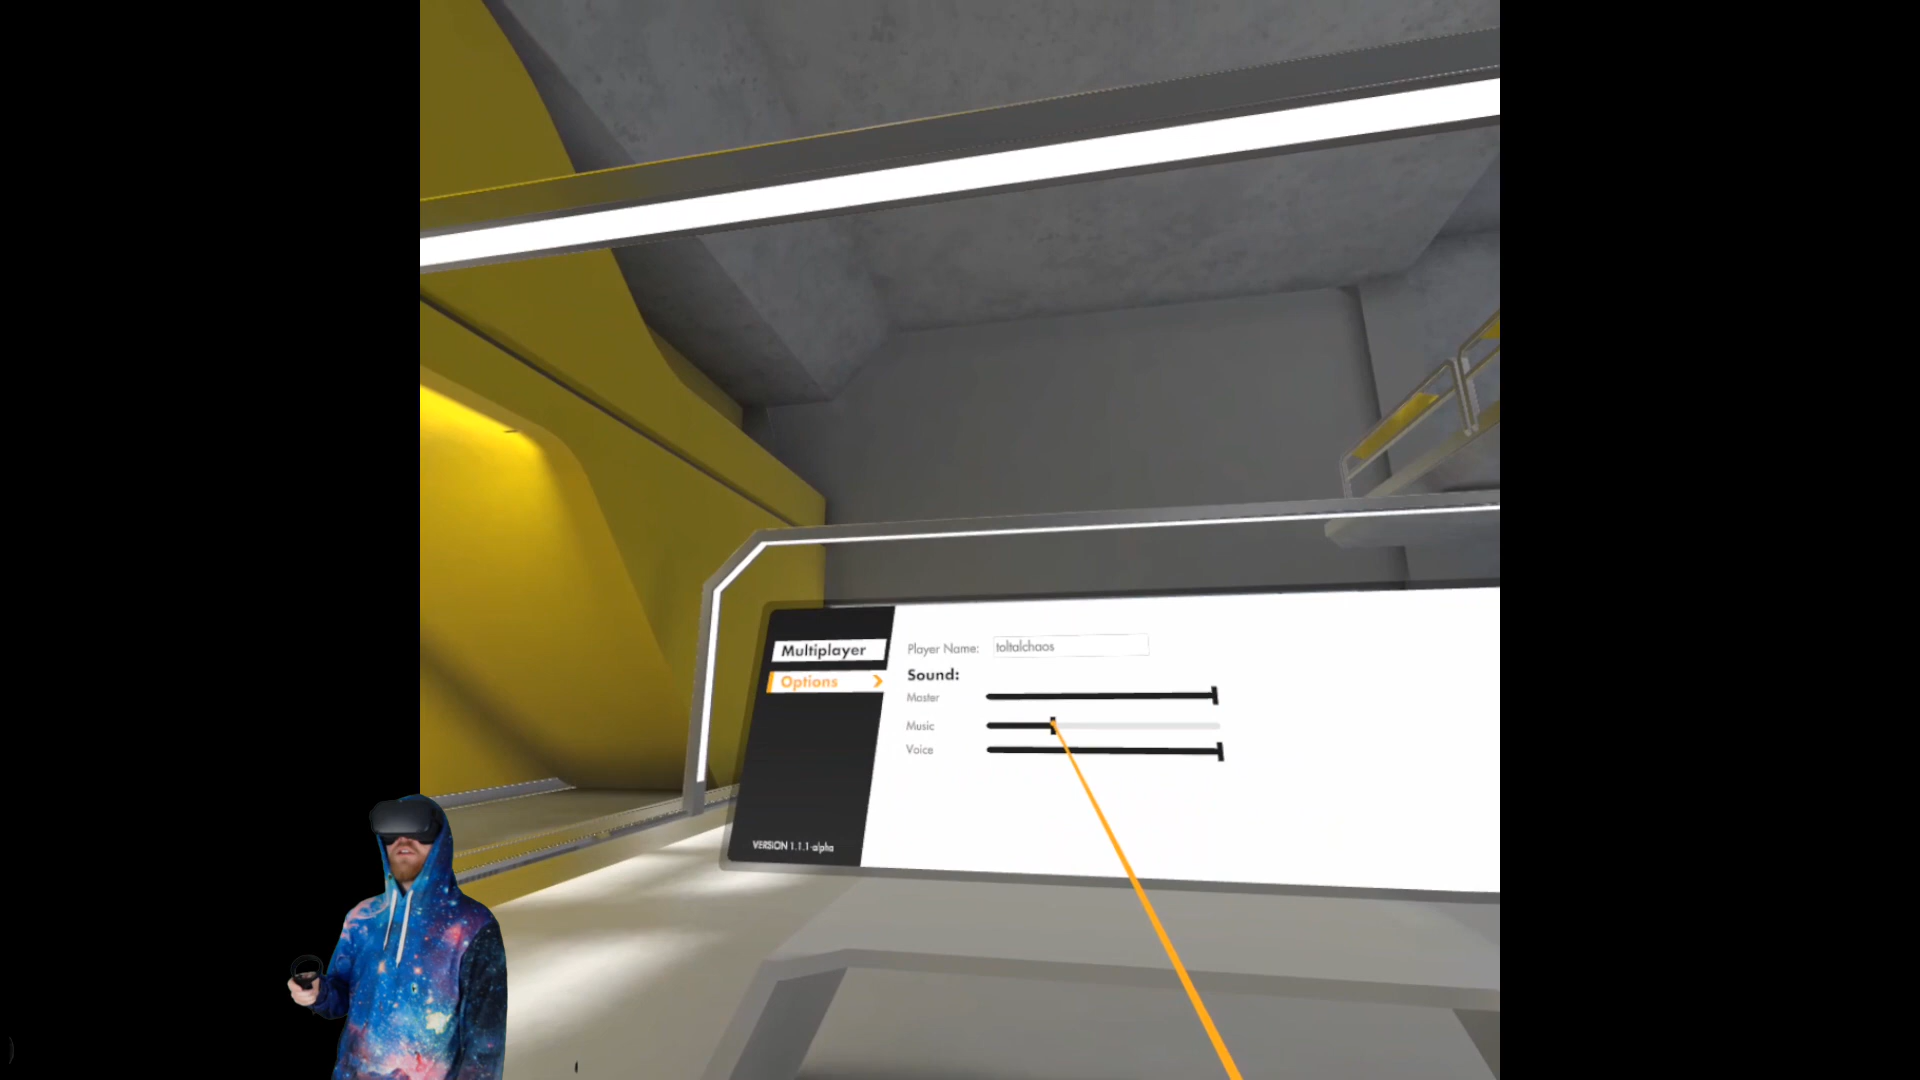 Multiplayer
Options
Player Name: toltalchaos
Sound:
Master
Music
Voice
VERSION 1.1.1-alpha